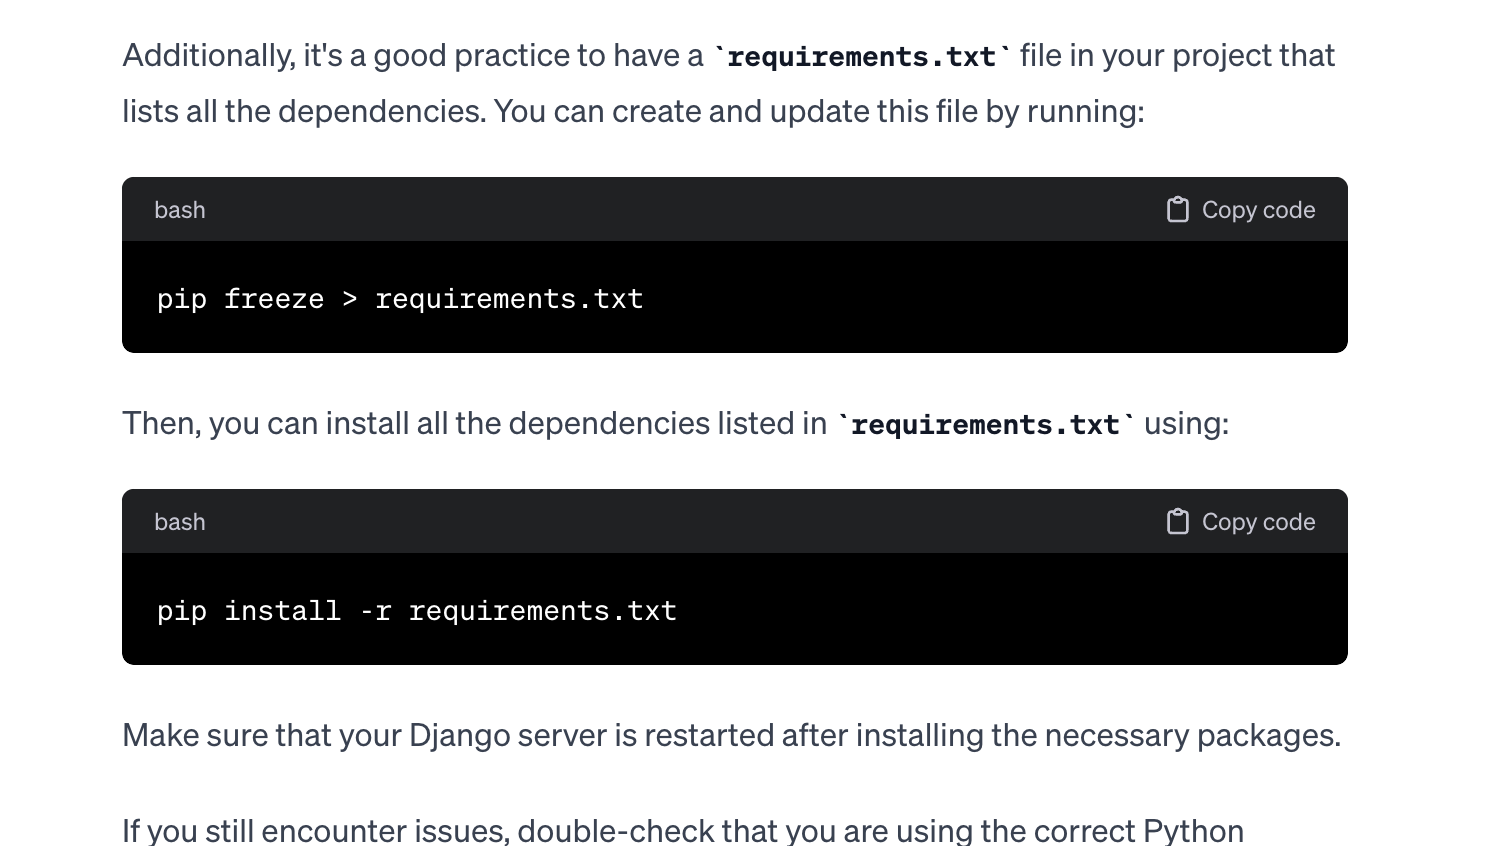 Additionally, it's a good practice to have a `requirements.txt` file in your project that
lists all the dependencies. You can create and update this file by running:
bash
Copy code
pip freeze > requirements.txt
Then, you can install all the dependencies listed in `requirements.txt` using:
bash
Copy code
pip install -r requirements.txt
Make sure that your Django server is restarted after installing the necessary packages.
If you still encounter issues, double-check that you are using the correct Python